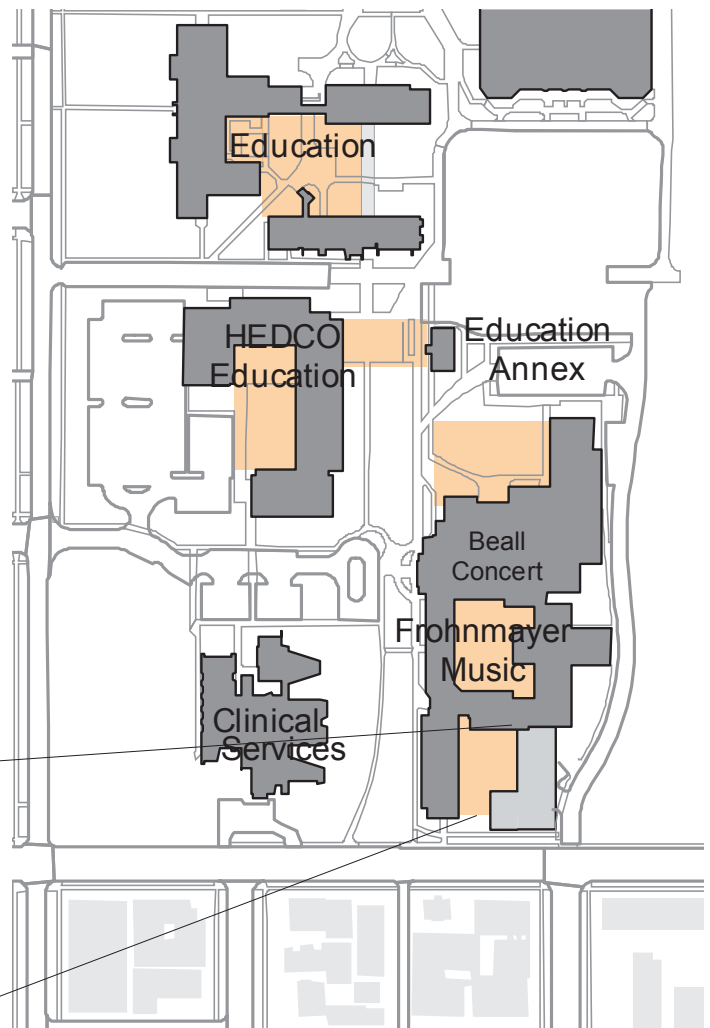 Education
HEDCO
Education
Education
Annex
Beall
Concert
Frohnmayer
Music
Clinical
Services